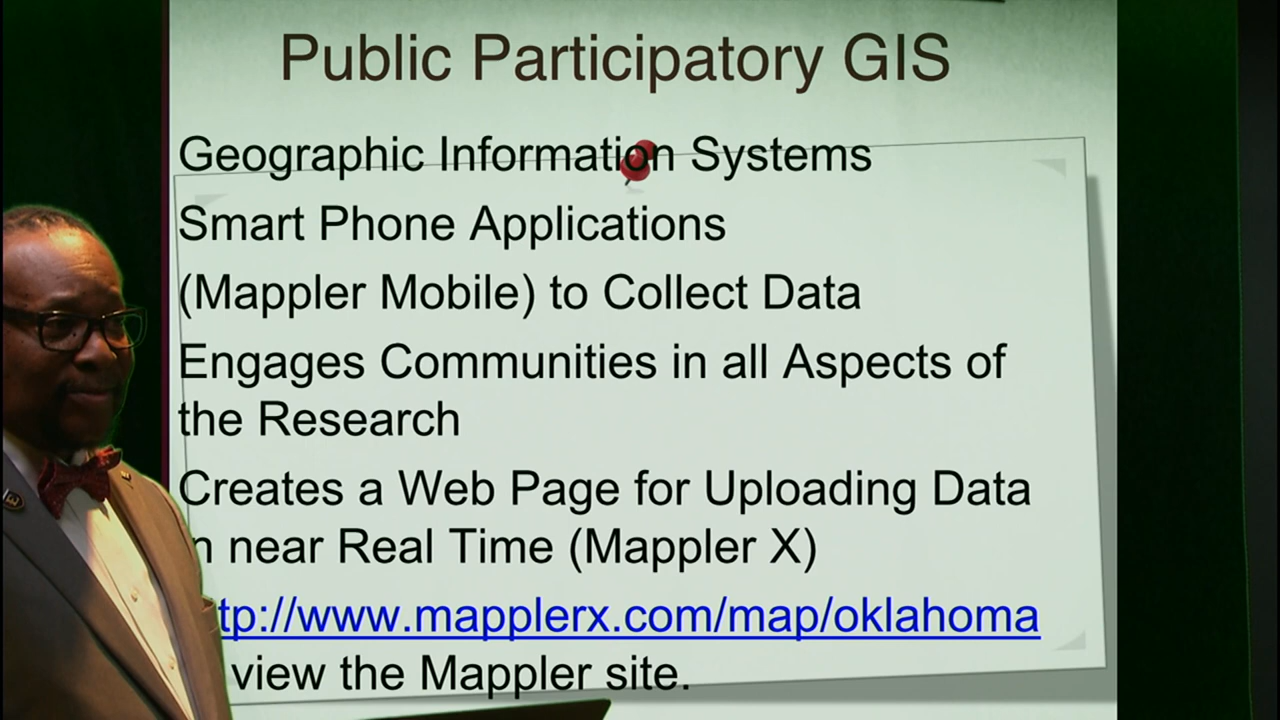 Public Participatory GIS
Geographic Information Systems
Smart Phone Applications
(Mappler Mobile) to Collect Data
Engages Communities in all Aspects of
the Research
Creates a Web Page for Uploading Data
n near Real Time (Mappler X)
tp://www.mapplerx.com/map/oklahoma
view the Mappler site.